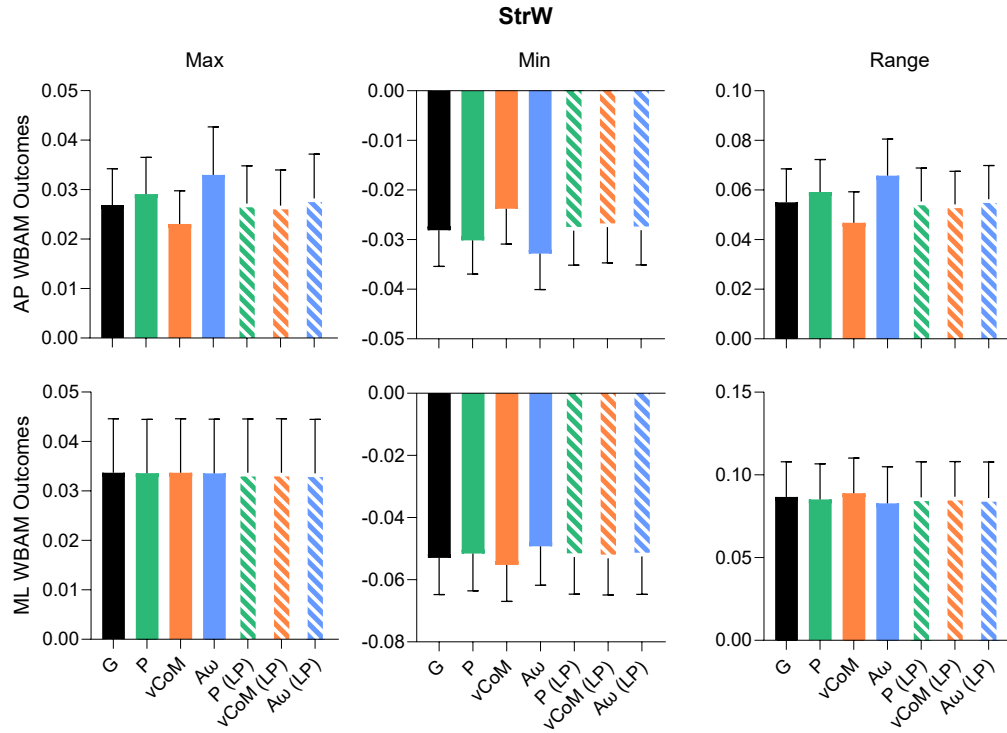 StrW
Max
Min
Range
AP WBAM Outcomes
0.05
0.04
0.03
0.02
0.01
0.00
0.00
-0.01
-0.02
-0.03
-0.04
-0.05
0.10
0.08
0.06
0.04
0.02
0.00
ML WBAM Outcomes
0.05
0.04
0.03
0.02
0.01
0.00
G
P
vCoM
Aω
P (LP)
vCoM (LP)
Aω (LP)
0.00
-0.02
-0.04
-0.06
-0.08
G
P
vCoM
Aω
P (LP)
vCoM (LP)
Aω (LP)
0.15
0.10
0.05
0.00
G
P
vCoM
Aω
P (LP)
vCoM (LP)
Aω (LP)